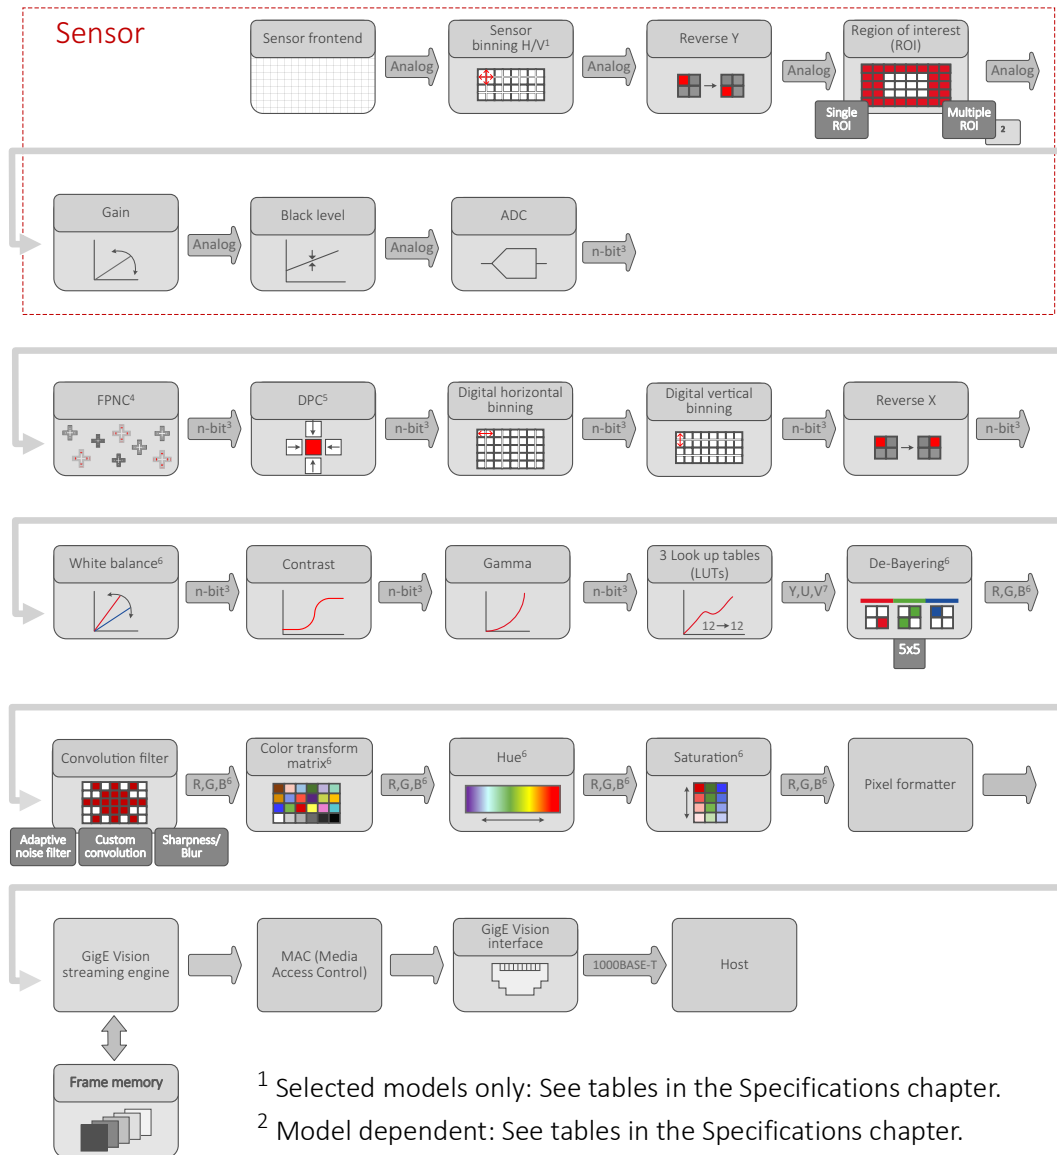 Sensor
Sensor frontend
Analog
Sensor
binning H/V¹
Analog
Reverse Y
Analog
Region of interest
(ROI)
Single
ROI
Multiple
ROI
2
Analog
Gain
Analog
Black level
Analog
ADC
n-bit³
FPNC⁴
n-bit³
DPC⁵
n-bit³
Digital horizontal
binning
n-bit³
Digital vertical
binning
n-bit³
Reverse X
n-bit³
White balance⁶
n-bit³
Contrast
n-bit³
Gamma
n-bit³
3 Look up tables
(LUTs)
12→12
Y,U,V⁷
De-Bayering⁶
5x5
R,G,B⁶
Convolution filter
Adaptive
noise filter
Custom
convolution
Sharpness/
Blur
R,G,B⁶
Color transform
matrix⁶
R,G,B⁶
Hue⁶
R,G,B⁶
Saturation⁶
R,G,B⁶
Pixel formatter
GigE Vision
streaming engine
MAC (Media
Access Control)
GigE Vision
interface
1000BASE-T
Host
Frame memory
¹ Selected models only: See tables in the Specifications chapter.
² Model dependent: See tables in the Specifications chapter.